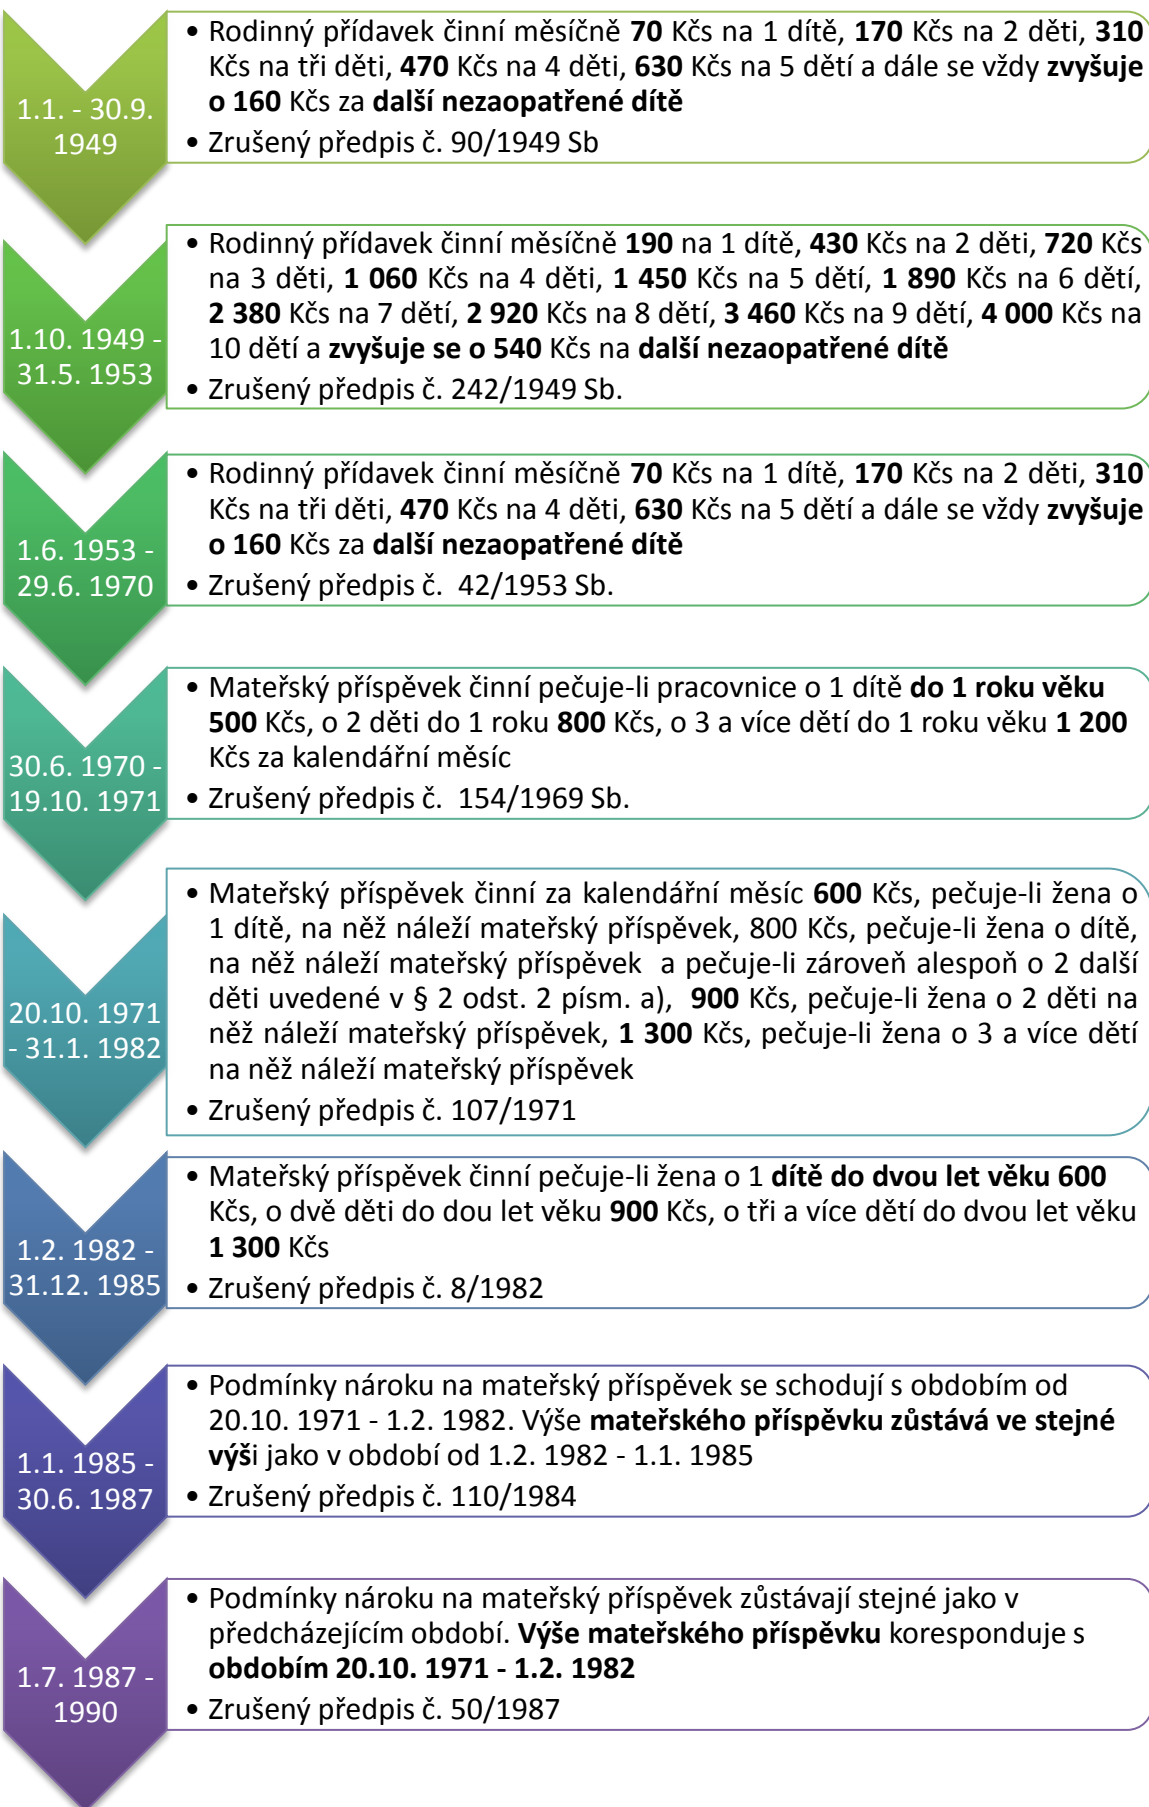 1.1. - 30.9.
1949
• Rodinný přídavek činní měsíčně 70 Kčs na 1 dítě, 170 Kčs na 2 děti, 310
Kčs na tři děti, 470 Kčs na 4 děti, 630 Kčs na 5 dětí a dále se vždy zvyšuje
o 160 Kčs za další nezaopatřené dítě
• Zrušený předpis č. 90/1949 Sb
1.10. 1949 -
31.5. 1953
• Rodinný přídavek činní měsíčně 190 na 1 dítě, 430 Kčs na 2 děti, 720 Kčs
na 3 děti, 1 060 Kčs na 4 děti, 1 450 Kčs na 5 dětí, 1 890 Kčs na 6 dětí,
2 380 Kčs na 7 dětí, 2 920 Kčs na 8 dětí, 3 460 Kčs na 9 dětí, 4 000 Kčs na
10 dětí a zvyšuje se o 540 Kčs na další nezaopatřené dítě
• Zrušený předpis č. 242/1949 Sb.
1.6. 1953 -
29.6. 1970
• Rodinný přídavek činní měsíčně 70 Kčs na 1 dítě, 170 Kčs na 2 děti, 310
Kčs na tři děti, 470 Kčs na 4 děti, 630 Kčs na 5 dětí a dále se vždy zvyšuje
o 160 Kčs za další nezaopatřené dítě
• Zrušený předpis č.  42/1953 Sb.
30.6. 1970 -
19.10. 1971
• Mateřský příspěvek činní pečuje-li pracovnice o 1 dítě do 1 roku věku
500 Kčs, o 2 děti do 1 roku 800 Kčs, o 3 a více dětí do 1 roku věku 1 200
Kčs za kalendářní měsíc
• Zrušený předpis č.  154/1969 Sb.
20.10. 1971
- 31.1. 1982
• Mateřský příspěvek činní za kalendářní měsíc 600 Kčs, pečuje-li žena o
1 dítě, na něž náleží mateřský příspěvek, 800 Kčs, pečuje-li žena o dítě,
na něž náleží mateřský příspěvek  a pečuje-li zároveň alespoň o 2 další
děti uvedené v § 2 odst. 2 písm. a),  900 Kčs, pečuje-li žena o 2 děti na
něž náleží mateřský příspěvek, 1 300 Kčs, pečuje-li žena o 3 a více dětí
na něž náleží mateřský příspěvek
• Zrušený předpis č. 107/1971
1.2. 1982 -
31.12. 1985
• Mateřský příspěvek činní pečuje-li žena o 1 dítě do dvou let věku 600
Kčs, o dvě děti do dou let věku 900 Kčs, o tři a více dětí do dvou let věku
1 300 Kčs
• Zrušený předpis č. 8/1982
1.1. 1985 -
30.6. 1987
• Podmínky nároku na mateřský příspěvek se schodují s obdobím od
20.10. 1971 - 1.2. 1982. Výše mateřského příspěvku zůstává ve stejné
výši jako v období od 1.2. 1982 - 1.1. 1985
• Zrušený předpis č. 110/1984
1.7. 1987 -
1990
• Podmínky nároku na mateřský příspěvek zůstávají stejné jako v
předcházejícím období. Výše mateřského příspěvku koresponduje s
obdobím 20.10. 1971 - 1.2. 1982
• Zrušený předpis č. 50/1987